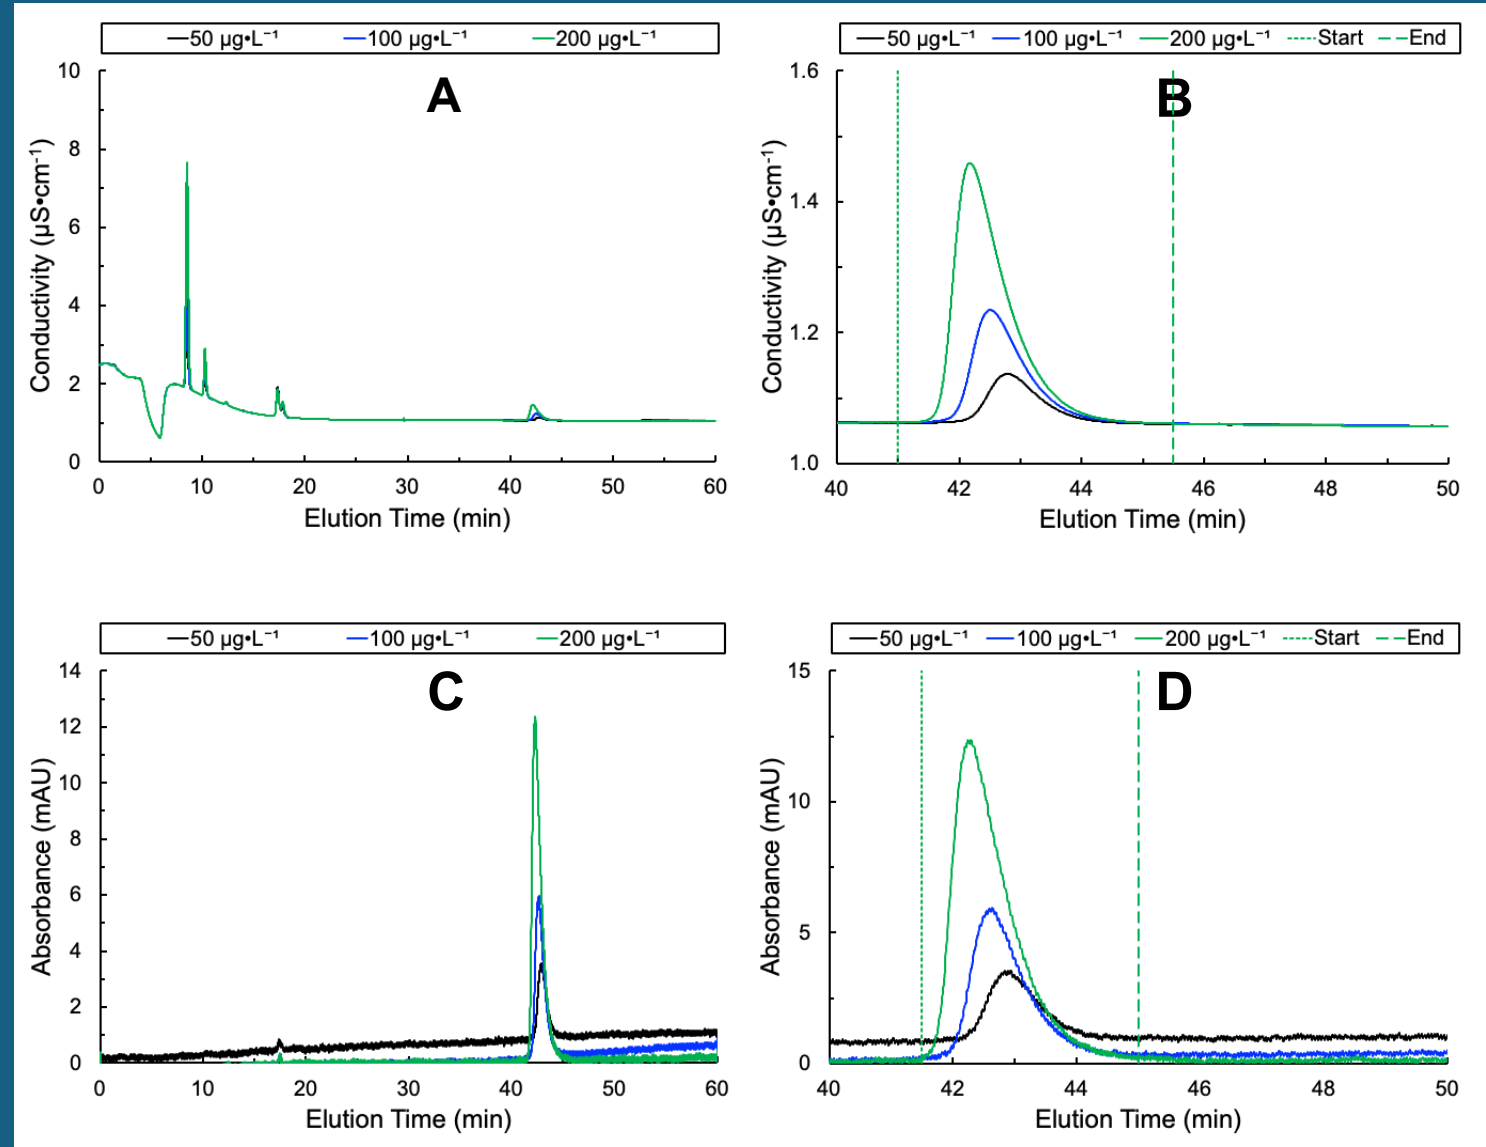 50 µg•L⁻¹ 100 µg•L⁻¹ 200 µg•L⁻¹
A
10
8
6
4
2
0
Conductivity (µS•cm⁻¹)
0 10 20 30 40 50 60
Elution Time (min)
50 µg•L⁻¹ 100 µg•L⁻¹ 200 µg•L⁻¹ Start End
B
1.6
1.4
1.2
1.0
Conductivity (µS•cm⁻¹)
40 42 44 46 48 50
Elution Time (min)
50 µg•L⁻¹ 100 µg•L⁻¹ 200 µg•L⁻¹
C
14
12
10
8
6
4
2
0
Absorbance (mAU)
0 10 20 30 40 50 60
Elution Time (min)
50 µg•L⁻¹ 100 µg•L⁻¹ 200 µg•L⁻¹ Start End
D
15
10
5
0
Absorbance (mAU)
40 42 44 46 48 50
Elution Time (min)